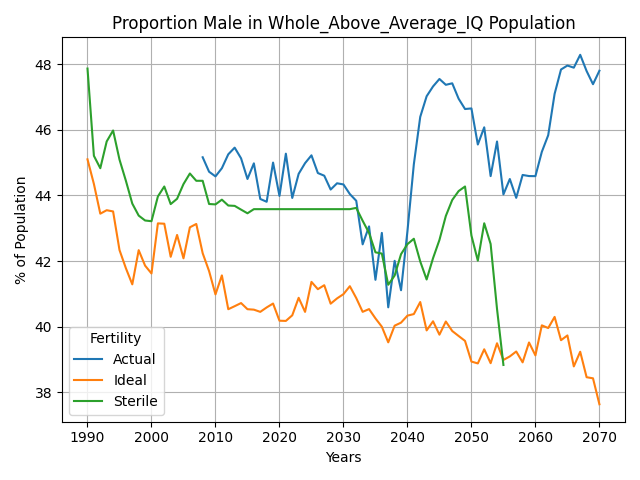 Proportion Male in Whole_Above_Average_IQ Population
% of Population
48
46
44
42
40
38
Fertility
Actual
Ideal
Sterile
1990 2000 2010 2020 2030 2040 2050 2060 2070
Years